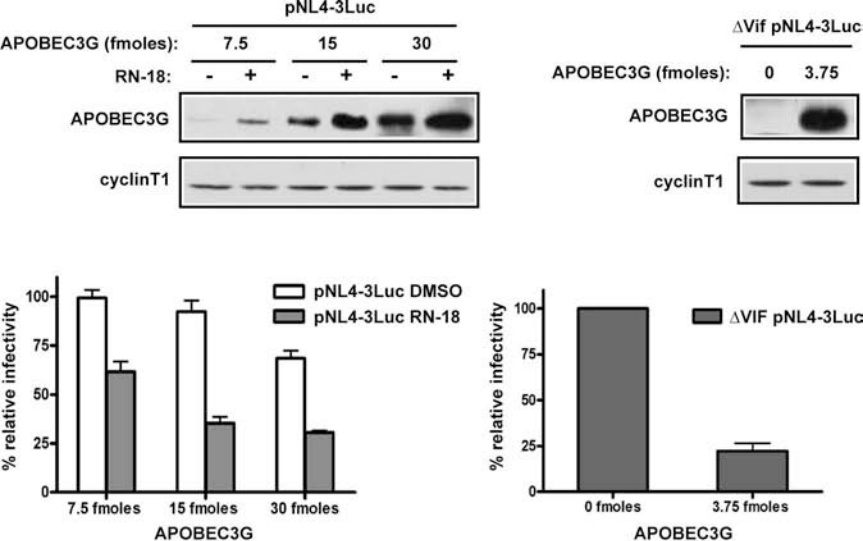 pNL4-3Luc
APOBEC3G (fmoles): 7.5 15 30
RN-18: - + - + - +
APOBEC3G
cyclinT1
ΔVif pNL4-3Luc
APOBEC3G (fmoles): 0 3.75
APOBEC3G
cyclinT1
% relative infectivity
100
75
50
25
0
pNL4-3Luc DMSO
pNL4-3Luc RN-18
7.5 fmoles 15 fmoles 30 fmoles
APOBEC3G
% relative infectivity
100
75
50
25
0
ΔVIF pNL4-3Luc
0 fmoles 3.75 fmoles
APOBEC3G